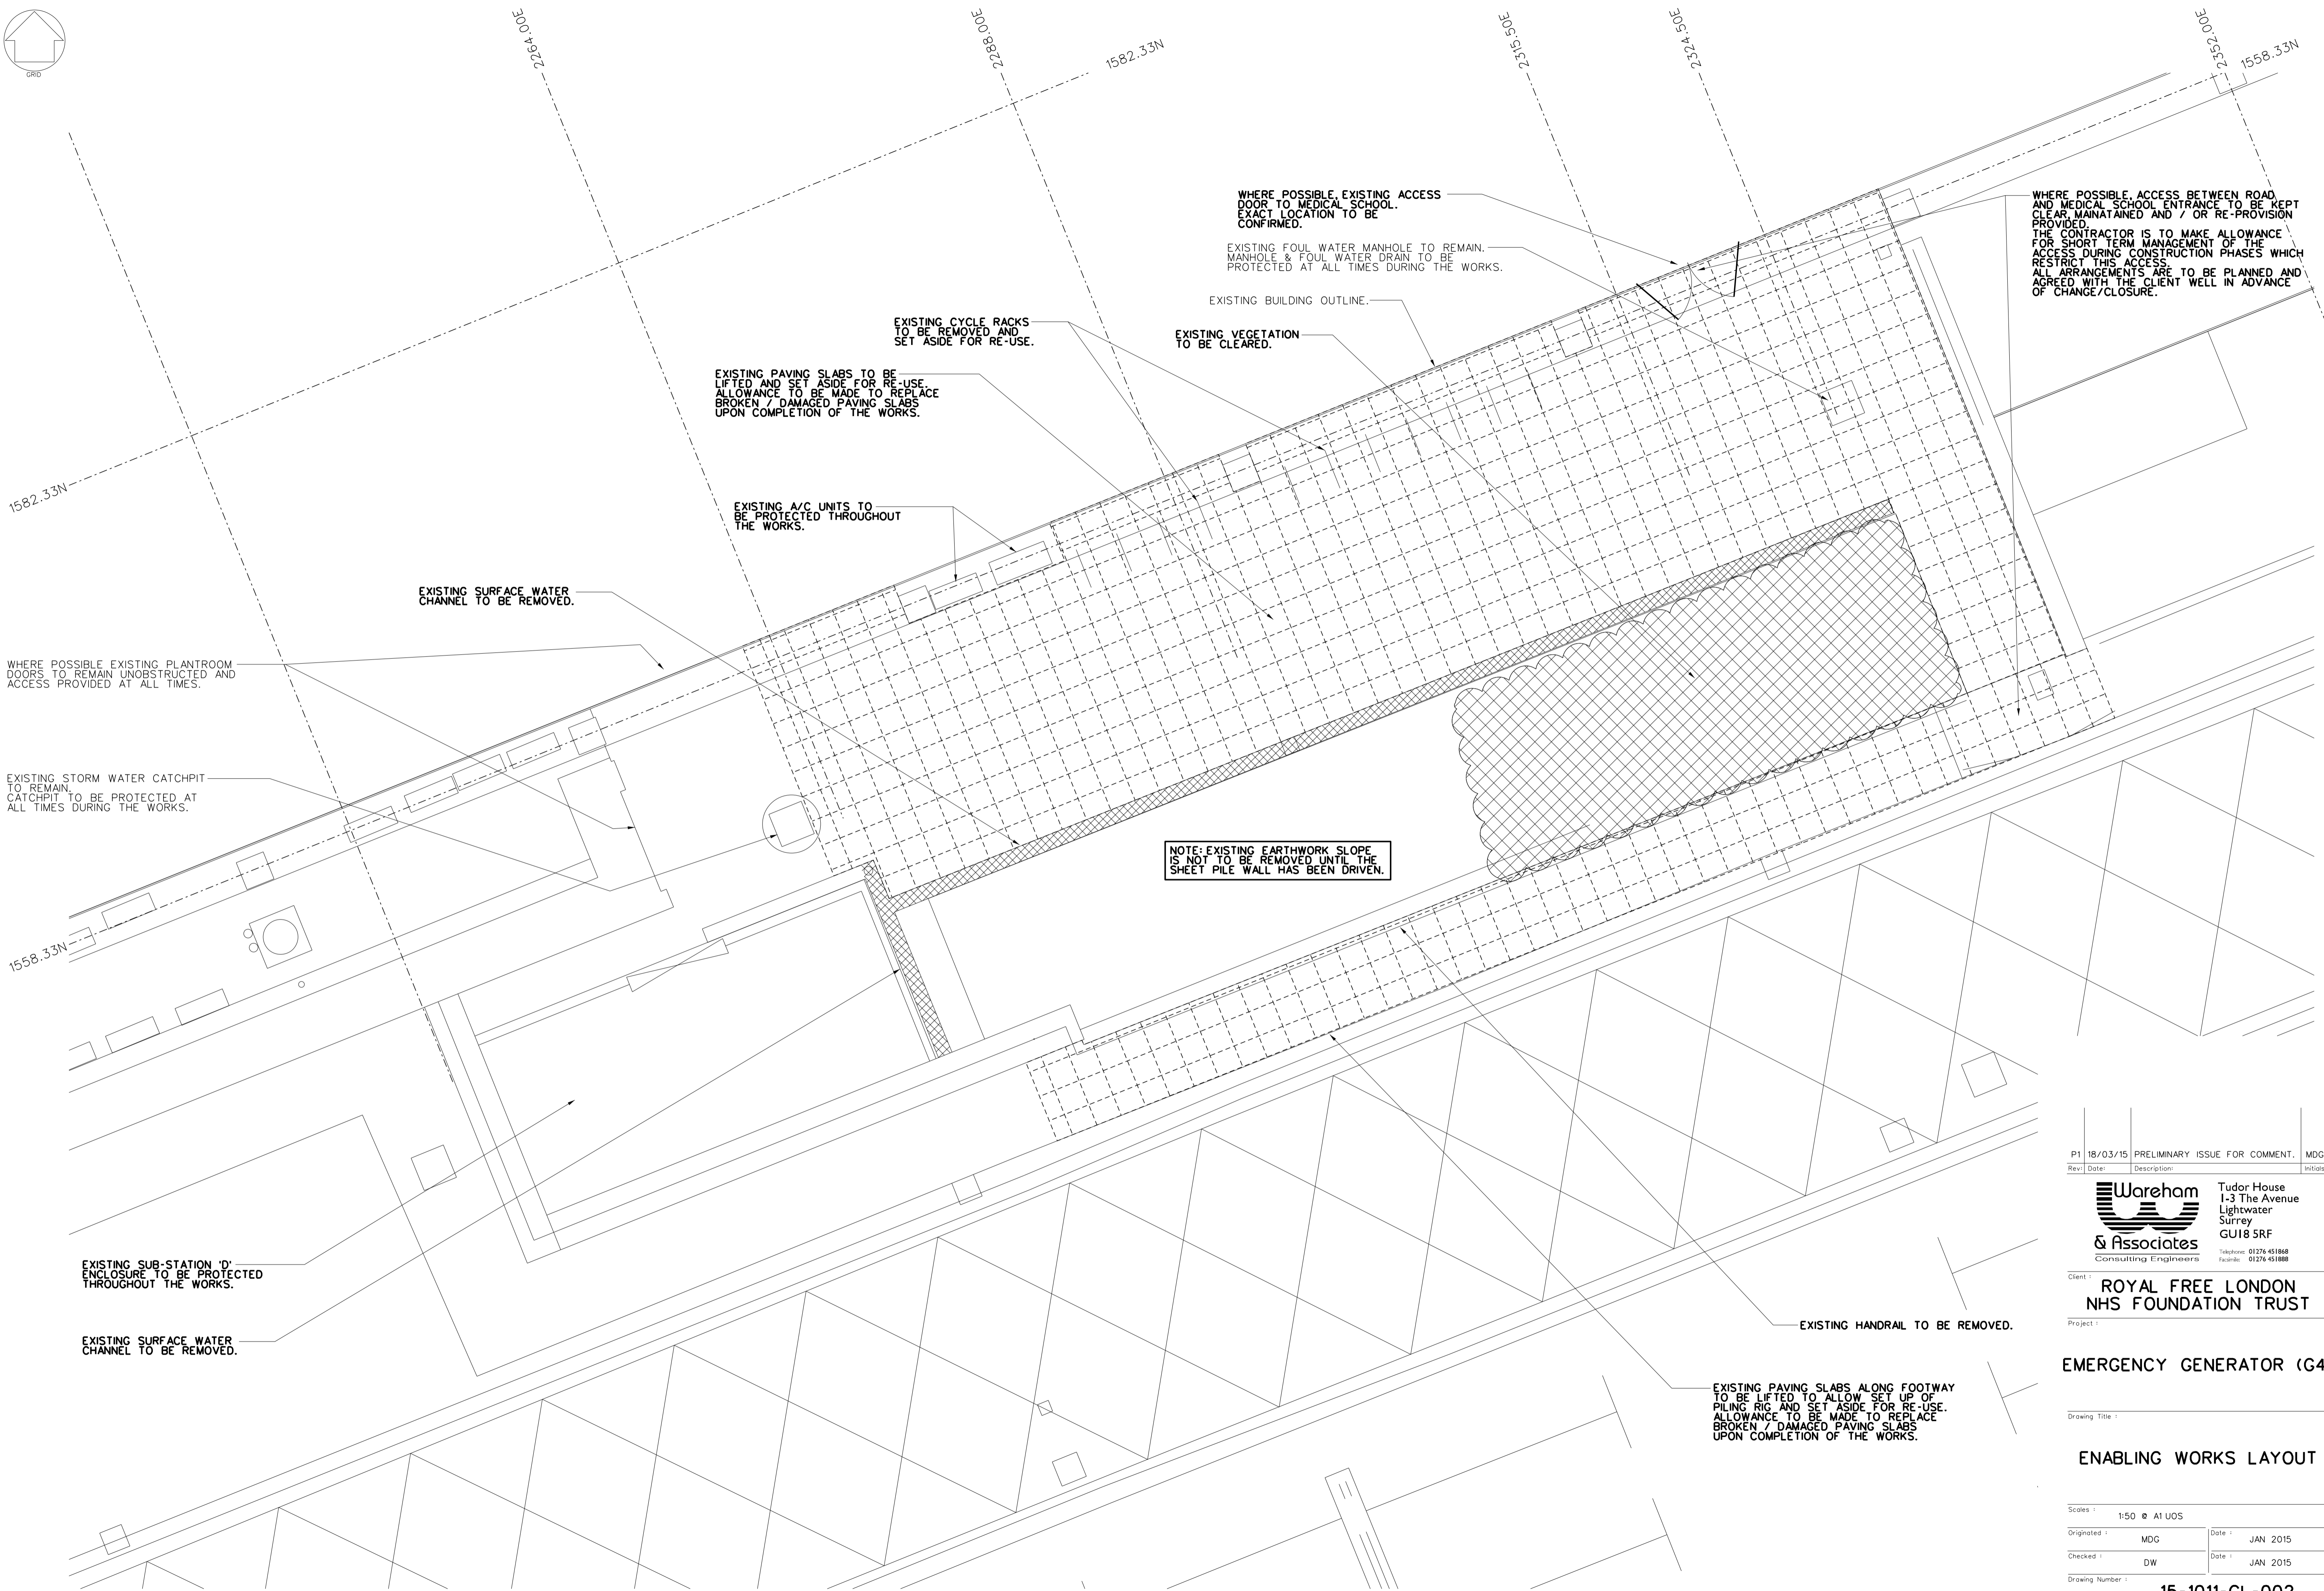 GRID
2264.00E
2288.00E
1582.33N
2315.50E
2324.50E
2352.00E
1558.33N
WHERE POSSIBLE, EXISTING ACCESS
DOOR TO MEDICAL SCHOOL.
EXACT LOCATION TO BE
CONFIRMED.
WHERE POSSIBLE, ACCESS BETWEEN ROAD
AND MEDICAL SCHOOL ENTRANCE TO BE KEPT
CLEAR, MAINATAINED AND / OR RE-PROVISION
PROVIDED.
THE CONTRACTOR IS TO MAKE ALLOWANCE
FOR SHORT TERM MANAGEMENT OF THE
ACCESS DURING CONSTRUCTION PHASES WHICH
RESTRICT THIS ACCESS.
ALL ARRANGEMENTS ARE TO BE PLANNED AND
AGREED WITH THE CLIENT WELL IN ADVANCE
OF CHANGE/CLOSURE.
EXISTING FOUL WATER MANHOLE TO REMAIN.
MANHOLE & FOUL WATER DRAIN TO BE
PROTECTED AT ALL TIMES DURING THE WORKS.
EXISTING BUILDING OUTLINE.
EXISTING CYCLE RACKS
TO BE REMOVED AND
SET ASIDE FOR RE-USE.
EXISTING VEGETATION
TO BE CLEARED.
EXISTING PAVING SLABS TO BE
LIFTED AND SET ASIDE FOR RE-USE.
ALLOWANCE TO BE MADE TO REPLACE
BROKEN / DAMAGED PAVING SLABS
UPON COMPLETION OF THE WORKS.
1582.33N
EXISTING A/C UNITS TO
BE PROTECTED THROUGHOUT
THE WORKS.
EXISTING SURFACE WATER
CHANNEL TO BE REMOVED.
WHERE POSSIBLE EXISTING PLANTROOM
DOORS TO REMAIN UNOBSTRUCTED AND
ACCESS PROVIDED AT ALL TIMES.
EXISTING STORM WATER CATCHPIT
TO REMAIN.
CATCHPIT TO BE PROTECTED AT
ALL TIMES DURING THE WORKS.
NOTE: EXISTING EARTHWORK SLOPE
IS NOT TO BE REMOVED UNTIL THE
SHEET PILE WALL HAS BEEN DRIVEN.
1558.33N
EXISTING SUB-STATION 'D'
ENCLOSURE TO BE PROTECTED
THROUGHOUT THE WORKS.
EXISTING SURFACE WATER
CHANNEL TO BE REMOVED.
EXISTING HANDRAIL TO BE REMOVED.
EXISTING PAVING SLABS ALONG FOOTWAY
TO BE LIFTED TO ALLOW SET UP OF
PILING RIG AND SET ASIDE FOR RE-USE.
ALLOWANCE TO BE MADE TO REPLACE
BROKEN / DAMAGED PAVING SLABS
UPON COMPLETION OF THE WORKS.
P1 18/03/15 PRELIMINARY ISSUE FOR COMMENT. MDG
Rev: Date: Description: Initials
Wareham
& Associates
Consulting Engineers
Tudor House
1-3 The Avenue
Lightwater
Surrey
GU18 5RF
Telephone: 01276 451868
Facsimile: 01276 451888
Client :
ROYAL FREE LONDON
NHS FOUNDATION TRUST
Project :
EMERGENCY GENERATOR (G4
Drawing Title :
ENABLING WORKS LAYOUT
Scales :
1:50 @ A1 UOS
Originated : MDG Date : JAN 2015
Checked : DW Date : JAN 2015
Drawing Number :
15-1011-CL-002